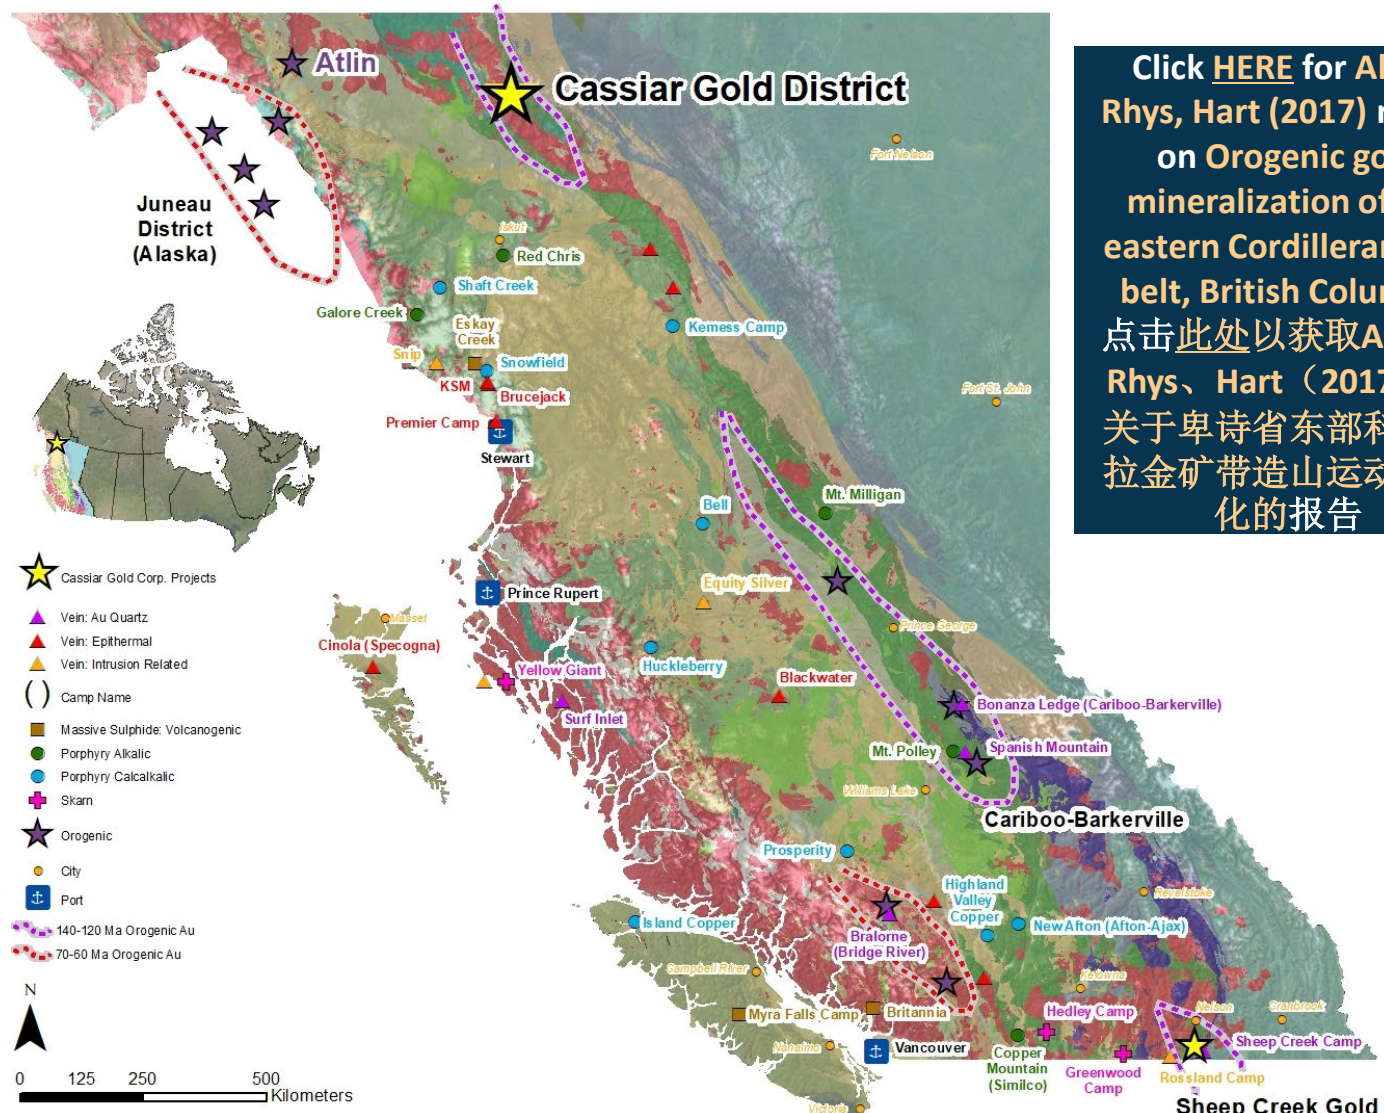 Atlin
Cassiar Gold District
Fort Nelson
Juneau
District
(Alaska)
Iskut
Red Chris
Shaft Creek
Galore Creek
Eskay
Creek
Kemess Camp
Snip
Snowfield
KSM
Brucejack
Premier Camp
Stewart
Fort St. John
Mt. Milligan
Bell
Equity Silver
Prince Rupert
Masset
Prince George
Cinola (Specogna)
Huckleberry
Yellow Giant
Blackwater
Surf Inlet
Bonanza Ledge (Cariboo-Barkerville)
Mt. Polley
Spanish Mountain
Williams Lake
Cariboo-Barkerville
Prosperity
Highland
Valley
Copper
Revelstoke
Island Copper
New Afton (Afton-Ajax)
Bralorne
(Bridge River)
Campbell River
Kelowna
Myra Falls Camp
Britannia
Hedley Camp
Nelson
Cranbrook
Nanaimo
Vancouver
Copper
Mountain
(Similco)
Sheep Creek Camp
Greenwood
Camp
Rossland Camp
Victoria
Sheep Creek Gold
Cassiar Gold Corp. Projects
Vein: Au Quartz
Vein: Epithermal
Vein: Intrusion Related
( ) Camp Name
Massive Sulphide: Volcanogenic
Porphyry Alkalic
Porphyry Calcalkalic
Skarn
Orogenic
City
Port
140-120 Ma Orogenic Au
70-60 Ma Orogenic Au
N
0 125 250 500
Kilometers
Click HERE for
Rhys, Hart (2017)
on Orogenic
mineralization of
eastern Cordilleran
belt, British
点击此处以获取
Rhys、Hart（2017
关于卑诗省东部科
拉金矿带造山运动
化的报告